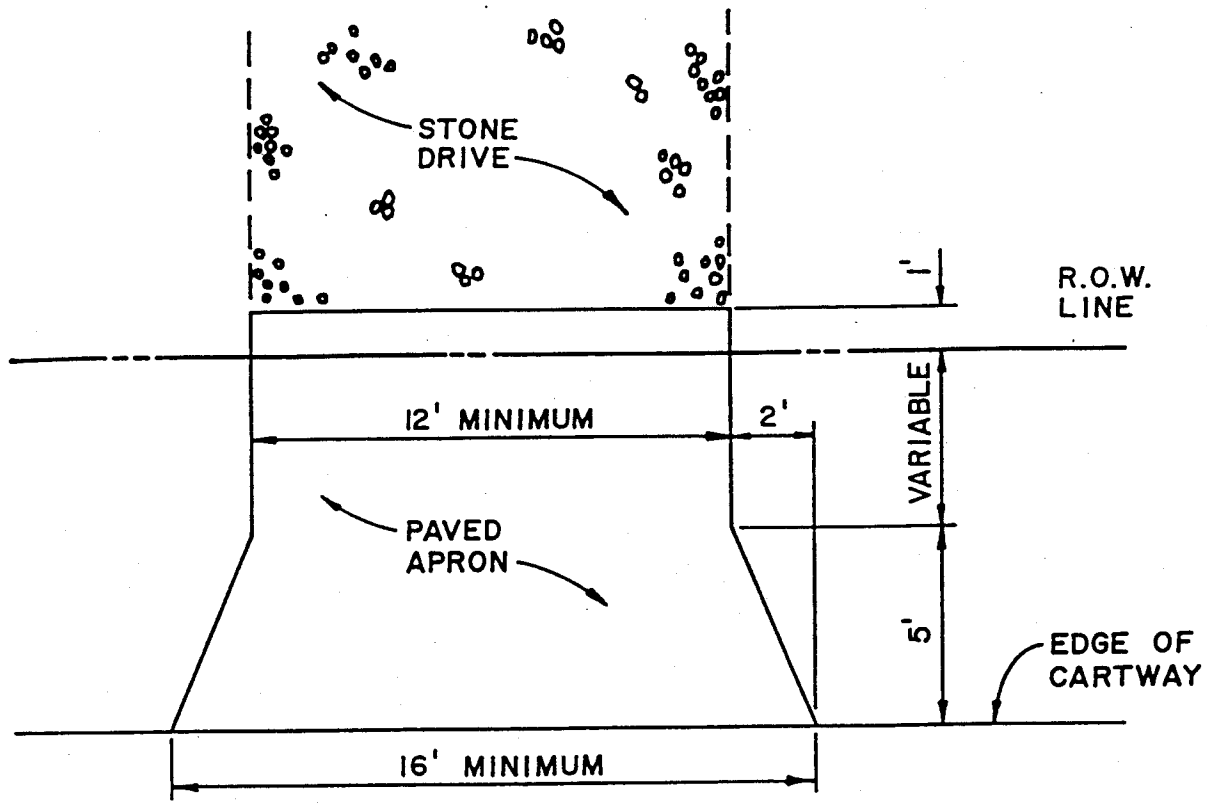 STONE
DRIVE
1'
R.O.W.
LINE
12' MINIMUM
2'
VARIABLE
PAVED
APRON
5'
EDGE OF
CARTWAY
16' MINIMUM